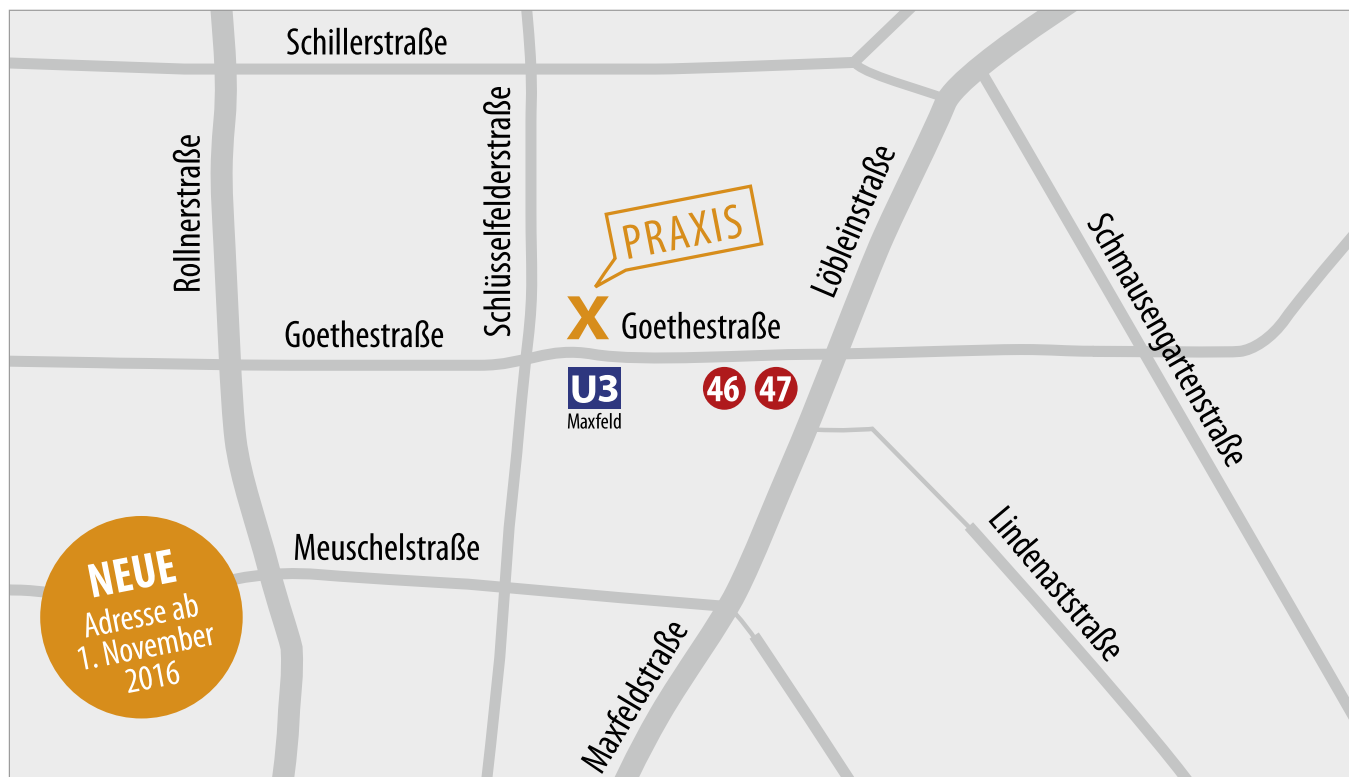 Schillerstraße
Rollnerstraße
Schlüsselfelderstraße
PRAXIS
Löbleinstraße
Schmausengartenstraße
X
Goethestraße
Goethestraße
U3
Maxfeld
46
47
Lindenaststraße
Meuschelstraße
Maxfeldstraße
NEUE
Adresse ab
1. November
2016